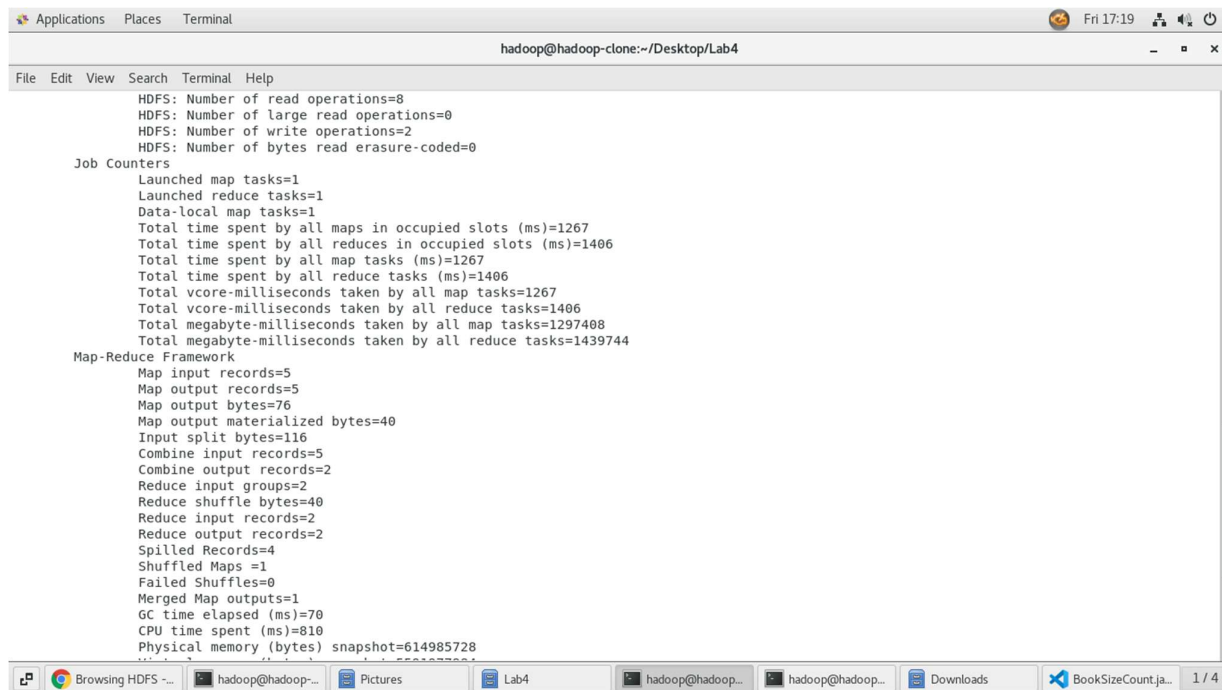 Applications Places Terminal Fri 17:19
hadoop@hadoop-clone:~/Desktop/Lab4
File Edit View Search Terminal Help
HDFS: Number of read operations=8
HDFS: Number of large read operations=0
HDFS: Number of write operations=2
HDFS: Number of bytes read erasure-coded=0
Job Counters
Launched map tasks=1
Launched reduce tasks=1
Data-local map tasks=1
Total time spent by all maps in occupied slots (ms)=1267
Total time spent by all reduces in occupied slots (ms)=1406
Total time spent by all map tasks (ms)=1267
Total time spent by all reduce tasks (ms)=1406
Total vcore-milliseconds taken by all map tasks=1267
Total vcore-milliseconds taken by all reduce tasks=1406
Total megabyte-milliseconds taken by all map tasks=1297408
Total megabyte-milliseconds taken by all reduce tasks=1439744
Map-Reduce Framework
Map input records=5
Map output records=5
Map output bytes=76
Map output materialized bytes=40
Input split bytes=116
Combine input records=5
Combine output records=2
Reduce input groups=2
Reduce shuffle bytes=40
Reduce input records=2
Reduce output records=2
Spilled Records=4
Shuffled Maps =1
Failed Shuffles=0
Merged Map outputs=1
GC time elapsed (ms)=70
CPU time spent (ms)=810
Physical memory (bytes) snapshot=614985728
Browsing HDFS -... hadoop@hadoop-... Pictures Lab4 hadoop@hadoop... hadoop@hadoop... Downloads BookSizeCount.ja... 1 / 4